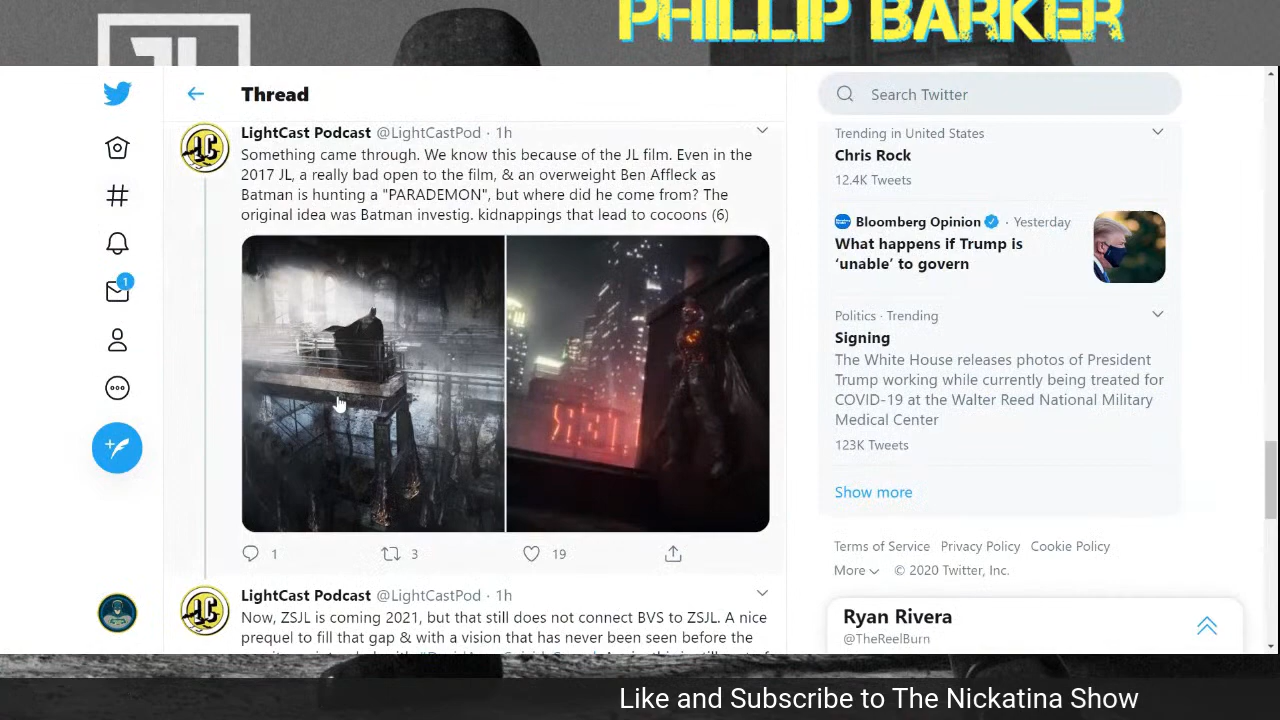 PHILLIP BARKER
JL
Thread
Search Twitter
LightCast Podcast @LightCastPod · 1h
Something came through. We know this because of the JL film. Even in the
2017 JL, a really bad open to the film, & an overweight Ben Affleck as
Batman is hunting a "PARADEMON", but where did he come from? The
original idea was Batman investig. kidnappings that lead to cocoons (6)
1 3 19
LightCast Podcast @LightCastPod · 1h
Now, ZSJL is coming 2021, but that still does not connect BVS to ZSJL. A nice
prequel to fill that gap & with a vision that has never been seen before the
Trending in United States
Chris Rock
12.4K Tweets
Bloomberg Opinion · Yesterday
What happens if Trump is
‘unable’ to govern
Politics · Trending
Signing
The White House releases photos of President
Trump working while currently being treated for
COVID-19 at the Walter Reed National Military
Medical Center
123K Tweets
Show more
Terms of Service Privacy Policy Cookie Policy
More © 2020 Twitter, Inc.
Ryan Rivera
@TheReelBurn
1
LC
LC
Like and Subscribe to The Nickatina Show